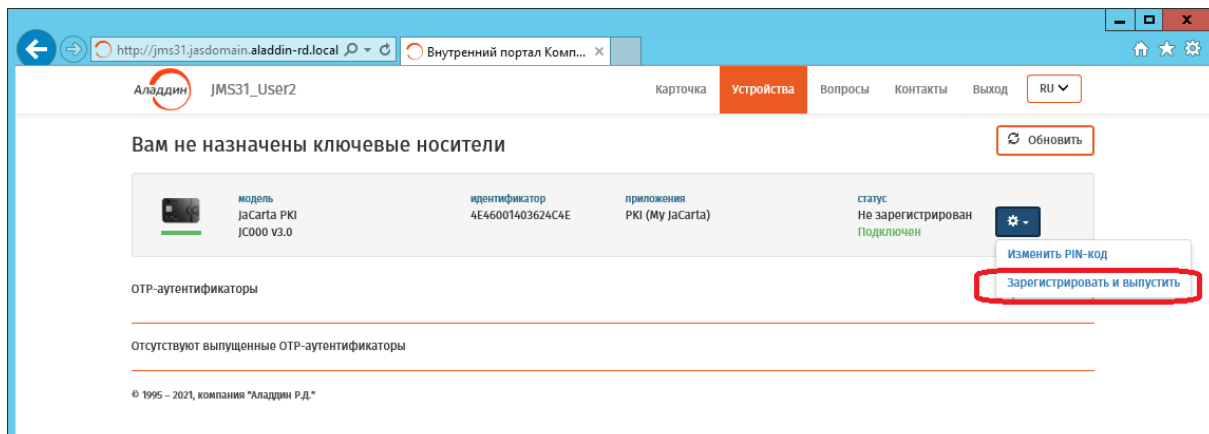 http://jms31.jasdomain.aladdin-rd.local
Внутренний портал Комп...
Аладдин
JMS31_User2
Карточка
Устройства
Вопросы
Контакты
Выход
RU
Вам не назначены ключевые носители
Обновить
модель
JaCarta PKI
JC000 v3.0
идентификатор
4E46001403624C4E
приложения
PKI (My JaCarta)
статус
Не зарегистрирован
Подключен
Изменить PIN-код
Зарегистрировать и выпустить
OTP-аутентификаторы
Отсутствуют выпущенные OTP-аутентификаторы
© 1995 – 2021, компания "Аладдин Р.Д."